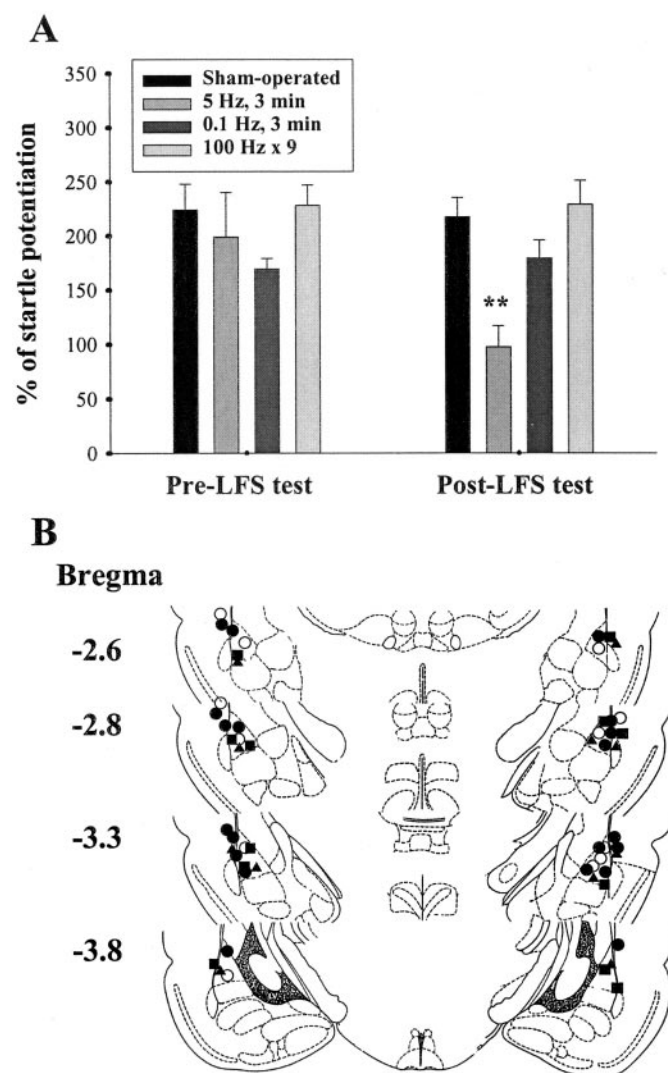 A
% of startle potentiation
350
300
250
200
150
100
50
0
Sham-operated
5 Hz, 3 min
0.1 Hz, 3 min
100 Hz x 9
**
Pre-LFS test
Post-LFS test
B
Bregma
-2.6
-2.8
-3.3
-3.8